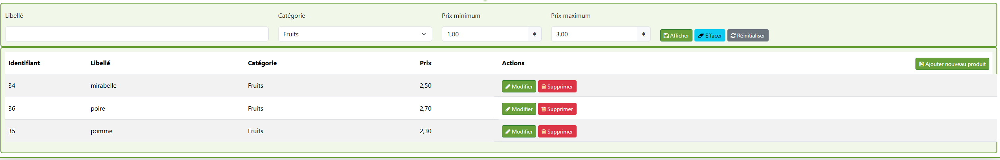 Libellé Catégorie Prix minimum Prix maximum
Fruits 1,00 € 3,00 € Afficher Effacer Réinitialiser
Identifiant Libellé Catégorie Prix Actions Ajouter nouveau produit
34 mirabelle Fruits 2,50 Modifier Supprimer
36 poire Fruits 2,70 Modifier Supprimer
35 pomme Fruits 2,30 Modifier Supprimer